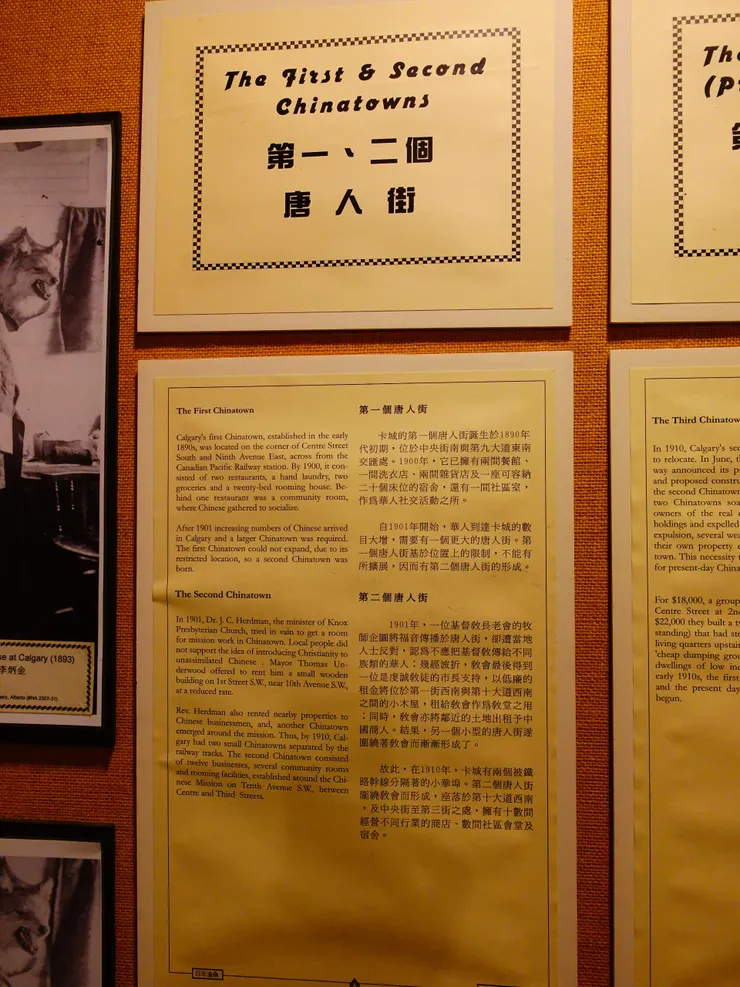 The First & Second
Chinatowns
第一、二個
唐人街
The First Chinatown
Calgary's first Chinatown, established in the early
1890s, was located on the corner of Centre Street
South and Ninth Avenue East, across from the
Canadian Pacific Railway station. By 1900, it con-
sisted of two restaurants, a hand laundry, two
groceries and a twenty-bed rooming house. Be-
hind one restaurant was a community room,
where Chinese gathered to socialize.
After 1901 increasing numbers of Chinese arrived
in Calgary and a larger Chinatown was required.
The first Chinatown could not expand, due to its
restricted location, so a second Chinatown was
born.
The Second Chinatown
In 1901, Dr. J. C. Herdman, the minister of Knox
Presbyterian Church, tried in vain to get a room
for mission work in Chinatown. Local people did
not support the idea of introducing Christianity to
unassimilated Chinese . Mayor Thomas Un-
derwood offered to rent him a small wooden
building on 1st Street S.W., near 10th Avenue S.W.,
at a reduced rate.
Rev. Herdman also rented nearby properties to
Chinese businessmen, and, another Chinatown
emerged around the mission. Thus, by 1910, Cal-
gary had two small Chinatowns separated by the
railway tracks. The second Chinatown consisted
of twelve businesses, several community rooms
and rooming facilities, established around the Chi-
nese Mission on Tenth Avenue S.W., between
Centre and Third Streets.
第一個唐人街
卡城的第一個唐人街誕生於1890年
代初期，位於中央街南與第九大道東南
交匯處。1900年，它已擁有兩間餐館、
一間洗衣店、兩間雜貨店及一座可容納
二十個床位的宿舍，還有一間社區室，
作為華人社交活動之所。
自1901年開始，華人到達卡城的數
目大增，需要有一個更大的唐人街。第
一個唐人街基於位置上的限制，不能有
所擴展，因而有第二個唐人街的形成。
第二個唐人街
1901年，一位基督教長老會的牧
師企圖將福音傳播於唐人街，卻遭當地
人士反對，認為不應把基督教傳給不同
族類的華人；幾經波折，教會最後得到
一位是虔誠教徒的市長支持，以低廉的
租金將位於第一街西南與第十大道西南
之間的小木屋，租給教會作為教堂之用
；同時，教會亦將鄰近的土地出租予中
國商人。結果，另一個小型的唐人街遂
圍繞著教會而漸漸形成了。
故此，在1910年，卡城有兩個被鐵
路幹線分隔著的小華埠。第二個唐人街
圍繞教會而形成，座落於第十大道西南
，及中央街至第三街之處，擁有十數間
經營不同行業的商店、數間社區會堂及
宿舍。
The
(P
The Third Chinatow
In 1910, Calgary's sec
to relocate. In June, t
way announced its p
and proposed constru
the second Chinatown
two Chinatowns soa
owners of the real e
holdings and expelled
expulsion, several wea
their own property o
town. This necessity t
for present-day China
For $18,000, a group
Centre Street at 2nd
$22,000 they built a tw
standing) that had str
living quarters upstair
'cheap dumping grou
dwellings of low inc
early 1910s, the first
and the present day
begun.
se at Calgary (1893)
李炳金
ry, Alberta (#NA 2307-31)